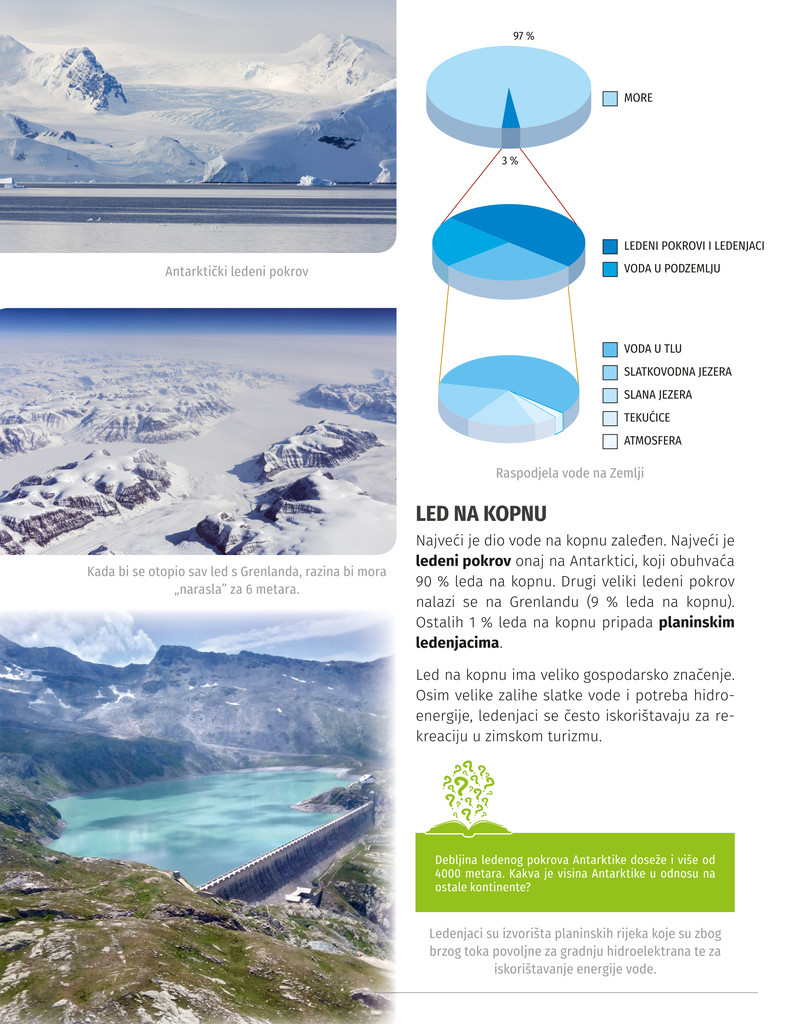 Antarktički ledeni pokrov
Kada bi se otopio sav led s Grenlanda, razina bi mora
„narasla” za 6 metara.
97 %
MORE
3 %
LEDENI POKROVI I LEDENJACI
VODA U PODZEMLJU
VODA U TLU
SLATKOVODNA JEZERA
SLANA JEZERA
TEKUĆICE
ATMOSFERA
Raspodjela vode na Zemlji
LED NA KOPNU
Najveći je dio vode na kopnu zaleđen. Najveći je
ledeni pokrov onaj na Antarktici, koji obuhvaća
90 % leda na kopnu. Drugi veliki ledeni pokrov
nalazi se na Grenlandu (9 % leda na kopnu).
Ostalih 1 % leda na kopnu pripada planinskim
ledenjacima.
Led na kopnu ima veliko gospodarsko značenje.
Osim velike zalihe slatke vode i potreba hidro-
energije, ledenjaci se često iskorištavaju za re-
kreaciju u zimskom turizmu.
Debljina ledenog pokrova Antarktike doseže i više od
4000 metara. Kakva je visina Antarktike u odnosu na
ostale kontinente?
Ledenjaci su izvorišta planinskih rijeka koje su zbog
brzog toka povoljne za gradnju hidroelektrana te za
iskorištavanje energije vode.